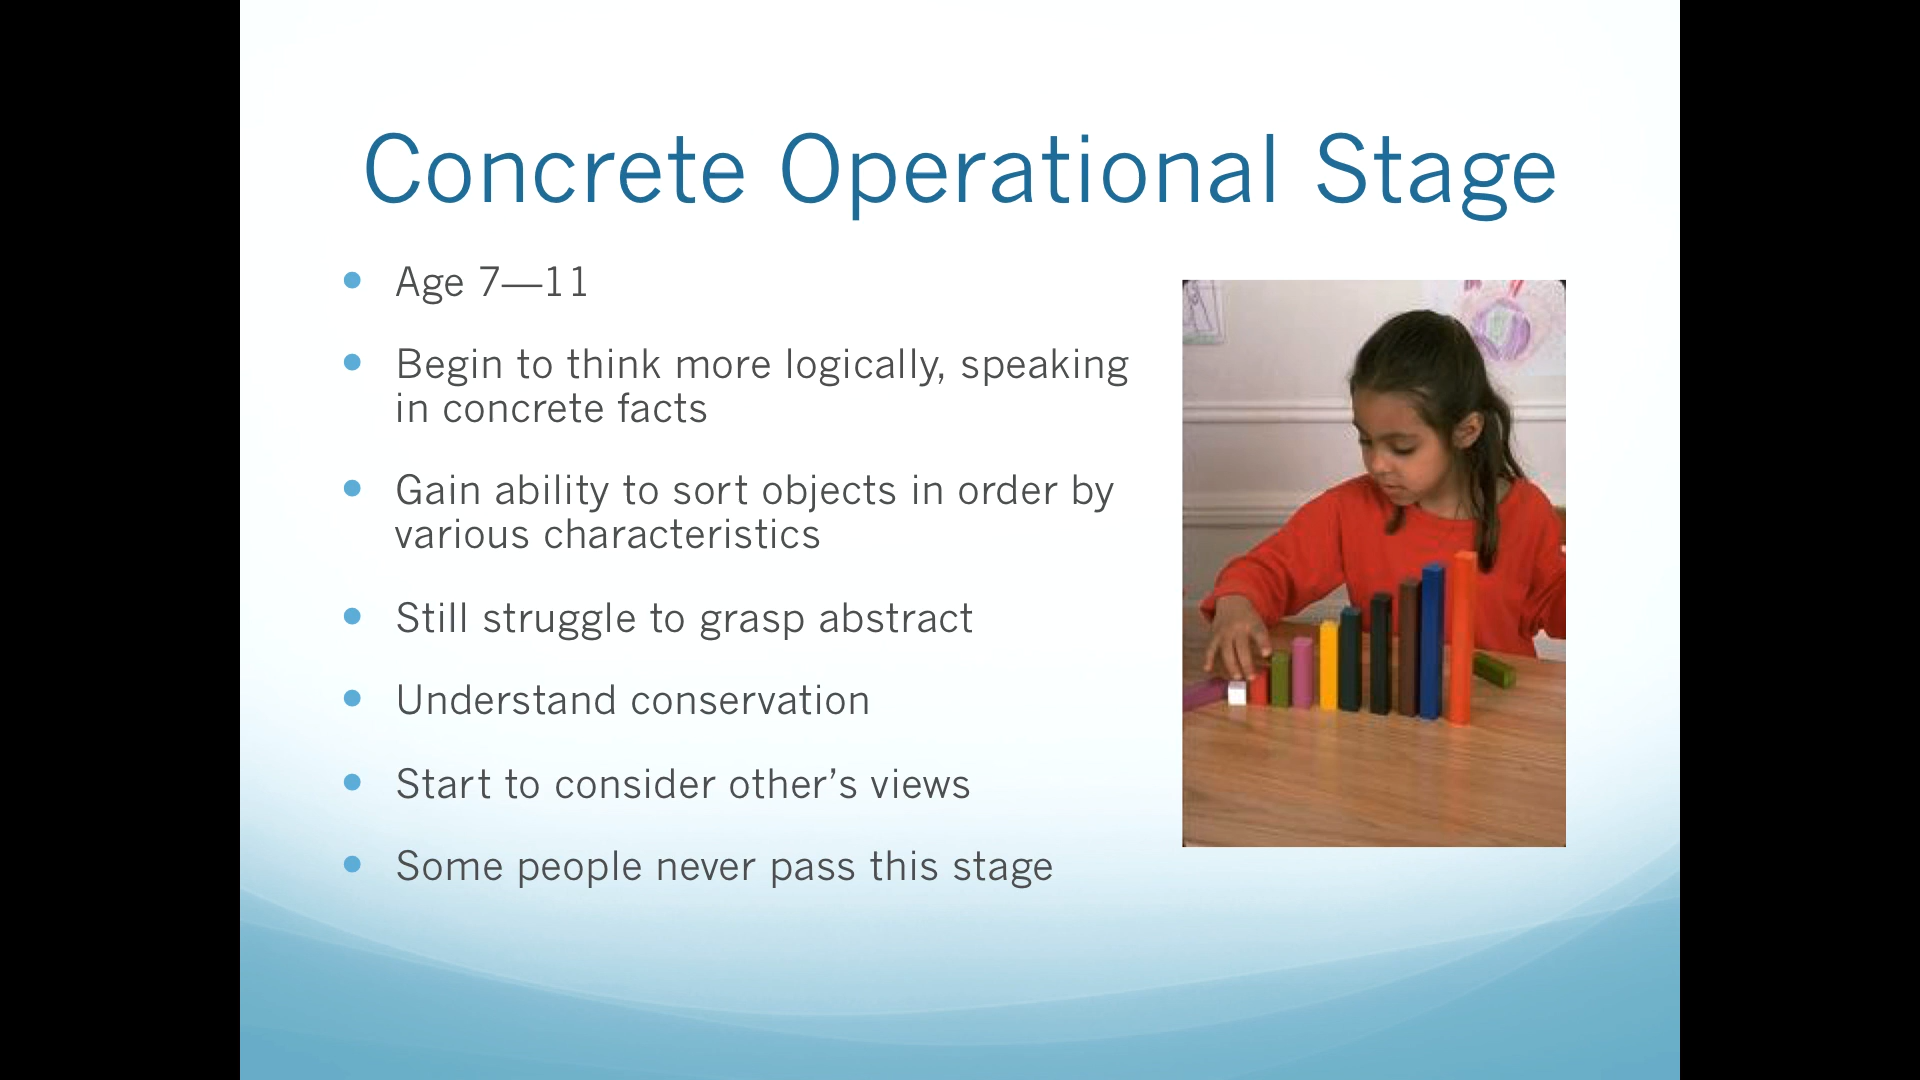 Concrete Operational Stage
• Age 7—11
• Begin to think more logically, speaking
in concrete facts
• Gain ability to sort objects in order by
various characteristics
• Still struggle to grasp abstract
• Understand conservation
• Start to consider other’s views
• Some people never pass this stage